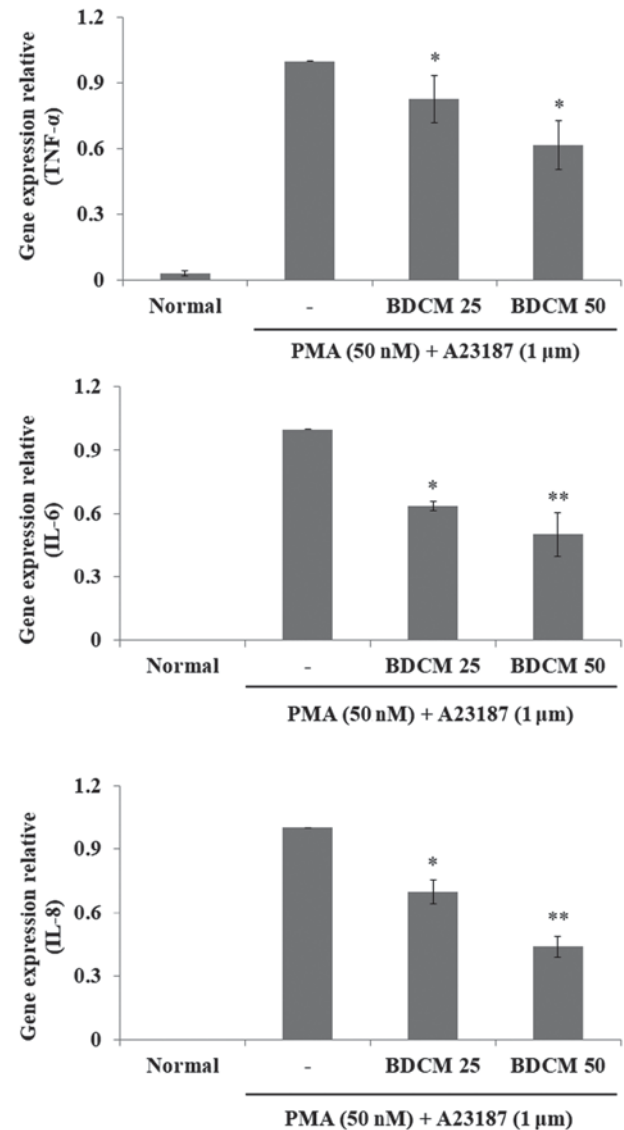 1.2
0.9
0.6
0.3
0
Gene expression relative
(TNF-α)
* *
Normal - BDCM 25 BDCM 50
PMA (50 nM) + A23187 (1 μm)
1.2
0.9
0.6
0.3
0
Gene expression relative
(IL-6)
* **
Normal - BDCM 25 BDCM 50
PMA (50 nM) + A23187 (1 μm)
1.2
0.9
0.6
0.3
0
Gene expression relative
(IL-8)
* **
Normal - BDCM 25 BDCM 50
PMA (50 nM) + A23187 (1 μm)